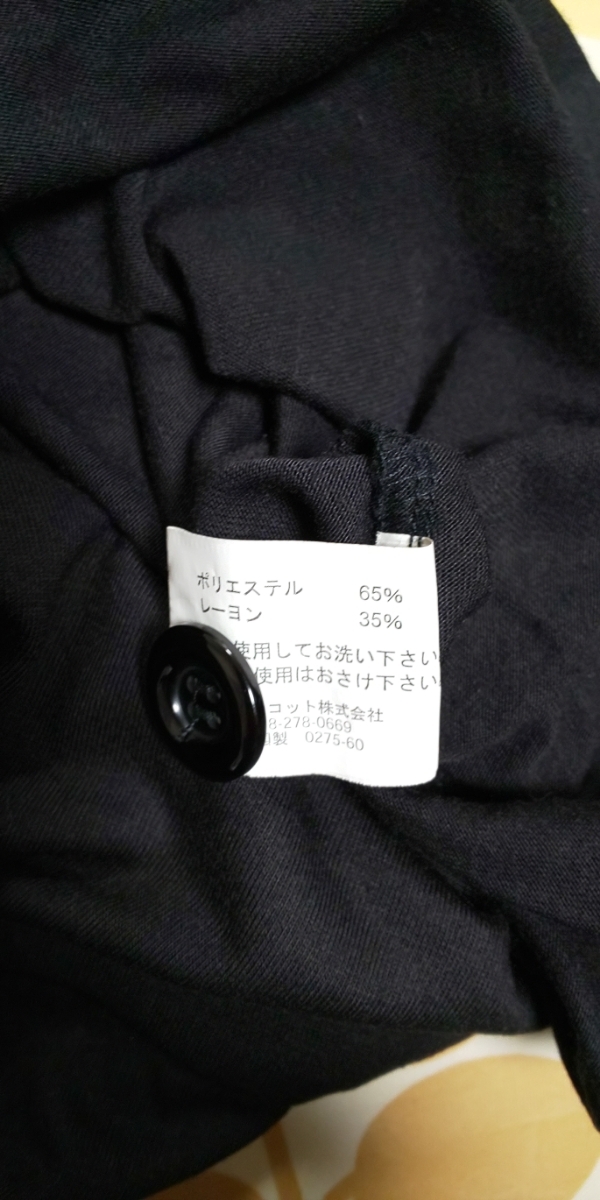 ポリエステル 65%
レーヨン 35%
使用してお洗い下さい
使用はおさけ下さい
コット株式会社
8-278-0669
製 0275-60